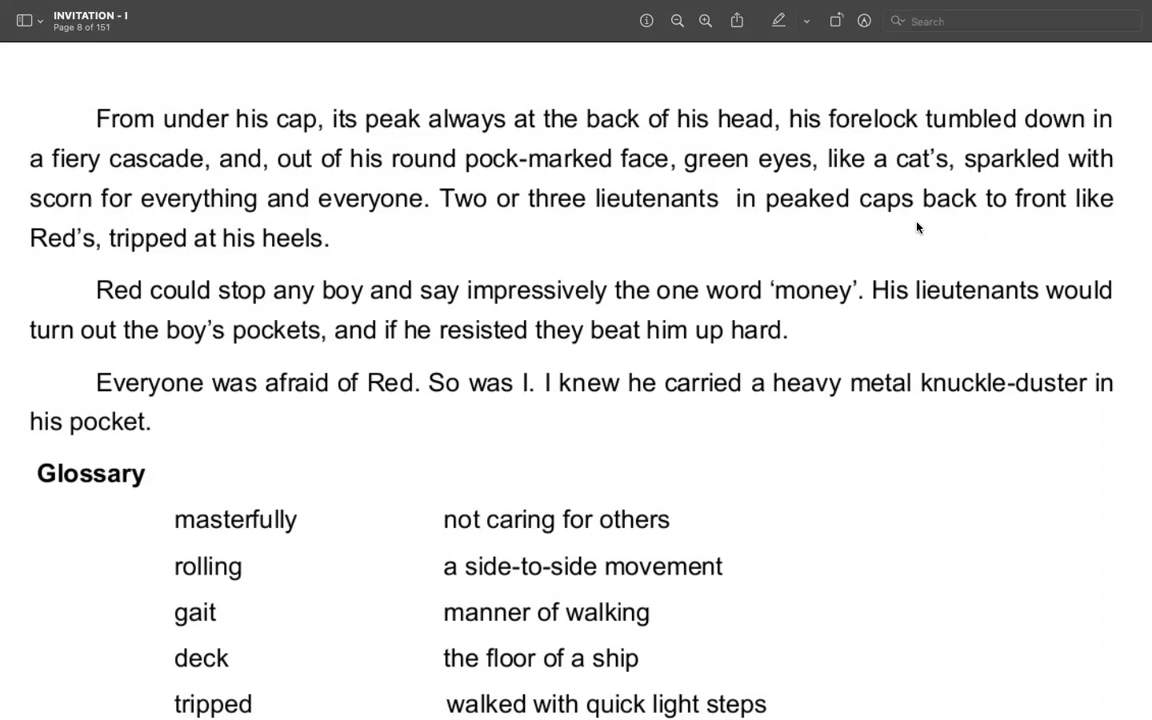 INVITATION - I
Page 8 of 151
Search
From under his cap, its peak always at the back of his head, his forelock tumbled down in
a fiery cascade, and, out of his round pock-marked face, green eyes, like a cat’s, sparkled with
scorn for everything and everyone. Two or three lieutenants in peaked caps back to front like
Red’s, tripped at his heels.
Red could stop any boy and say impressively the one word ‘money’. His lieutenants would
turn out the boy’s pockets, and if he resisted they beat him up hard.
Everyone was afraid of Red. So was I. I knew he carried a heavy metal knuckle-duster in
his pocket.
Glossary
masterfully not caring for others
rolling a side-to-side movement
gait manner of walking
deck the floor of a ship
tripped walked with quick light steps